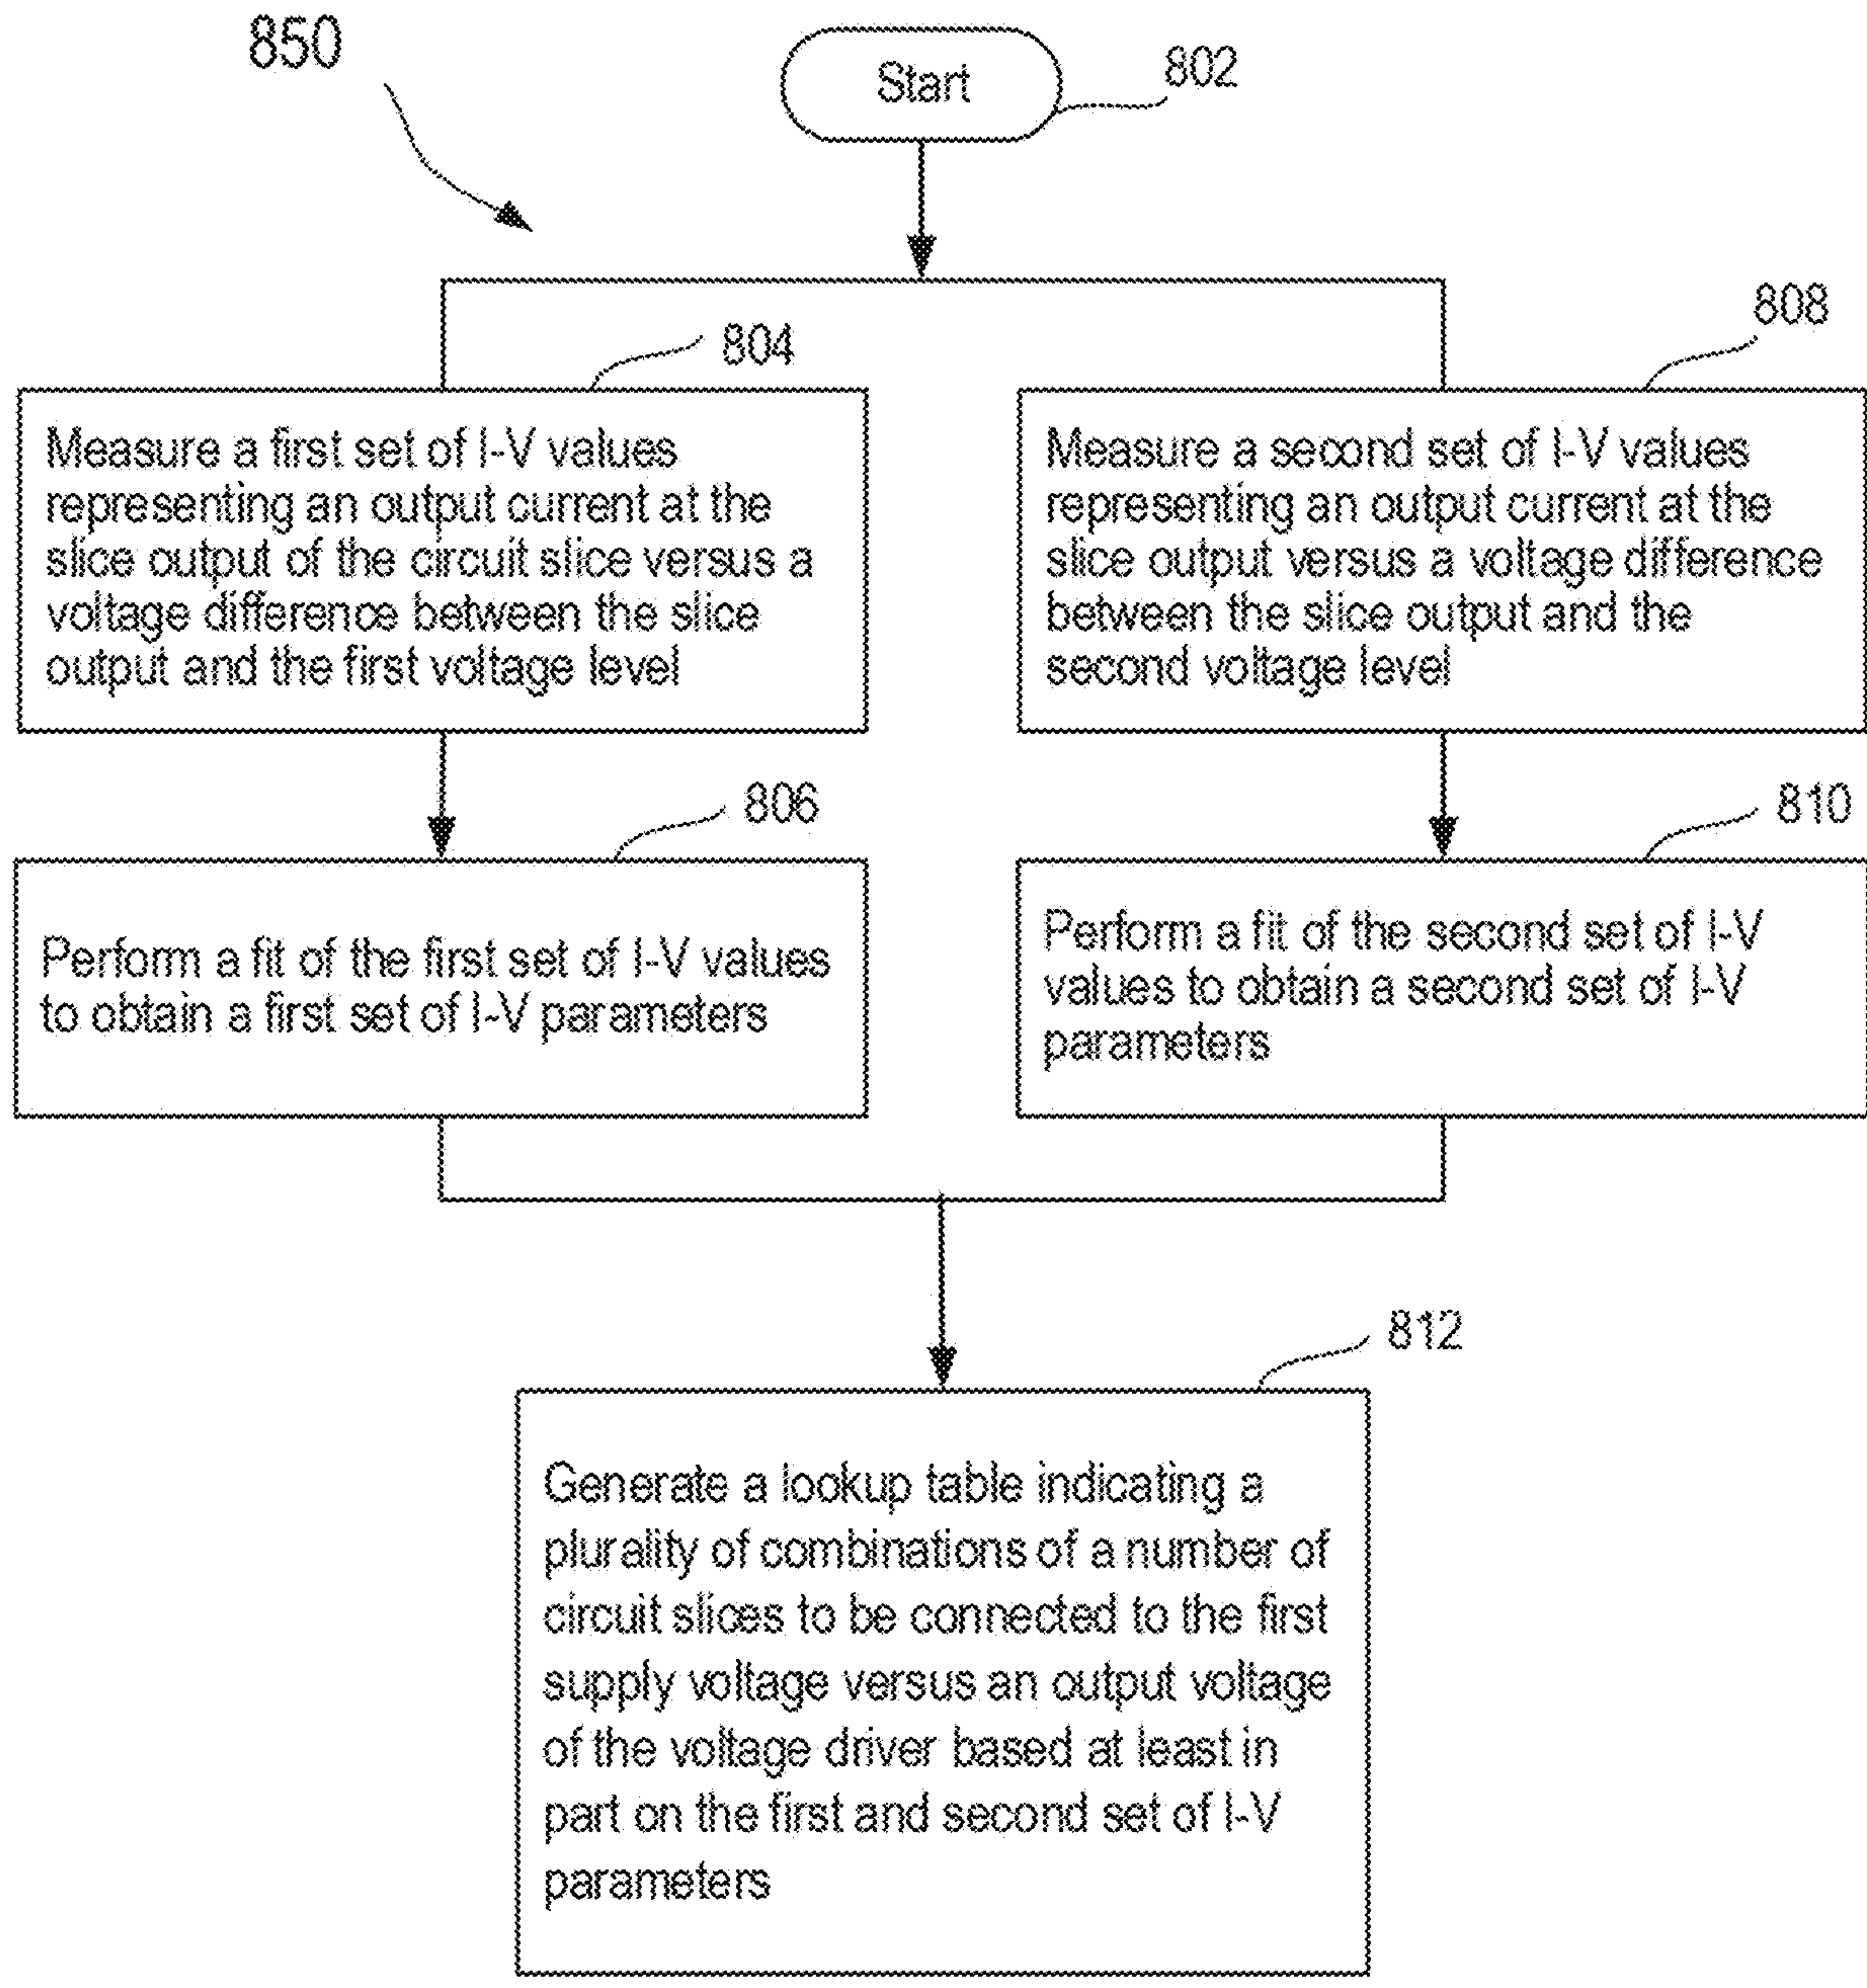 850
Start
802
804
Measure a first set of I-V values
representing an output current at the
slice output of the circuit slice versus a
voltage difference between the slice
output and the first voltage level
808
Measure a second set of I-V values
representing an output current at the
slice output versus a voltage difference
between the slice output and the
second voltage level
806
Perform a fit of the first set of I-V values
to obtain a first set of I-V parameters
810
Perform a fit of the second set of I-V
values to obtain a second set of I-V
parameters
812
Generate a lookup table indicating a
plurality of combinations of a number of
circuit slices to be connected to the first
supply voltage versus an output voltage
of the voltage driver based at least in
part on the first and second set of I-V
parameters